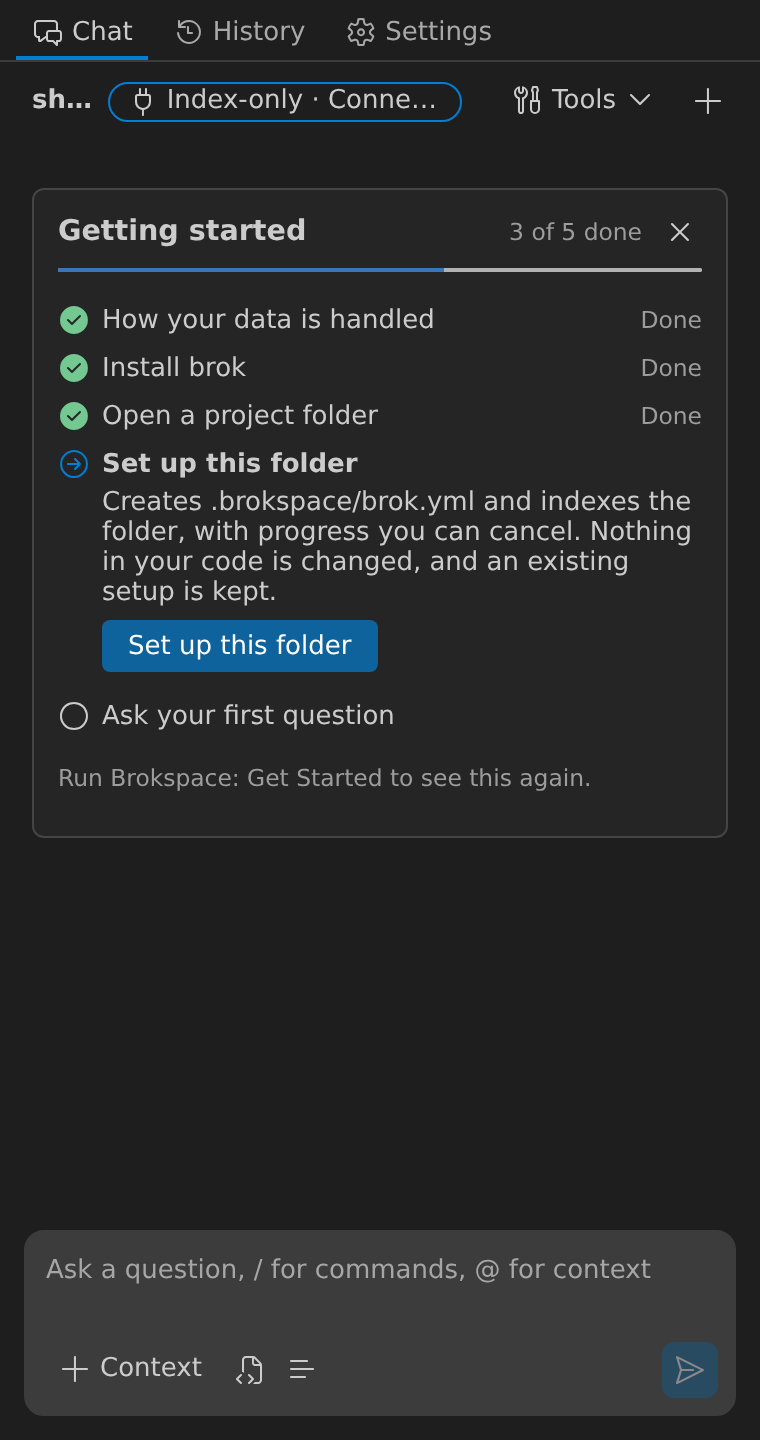 Chat History Settings
sh... Index-only · Conne... Tools
Getting started 3 of 5 done
How your data is handled Done
Install brok Done
Open a project folder Done
Set up this folder
Creates .brokspace/brok.yml and indexes the
folder, with progress you can cancel. Nothing
in your code is changed, and an existing
setup is kept.
Set up this folder
Ask your first question
Run Brokspace: Get Started to see this again.
Ask a question, / for commands, @ for context
Context